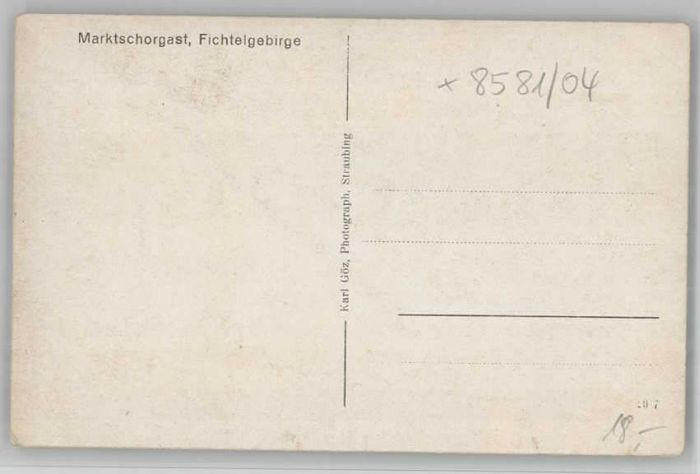 Marktschorgast, Fichtelgebirge
× 8581/04
Karl Göz, Photograph, Straubing
18,-